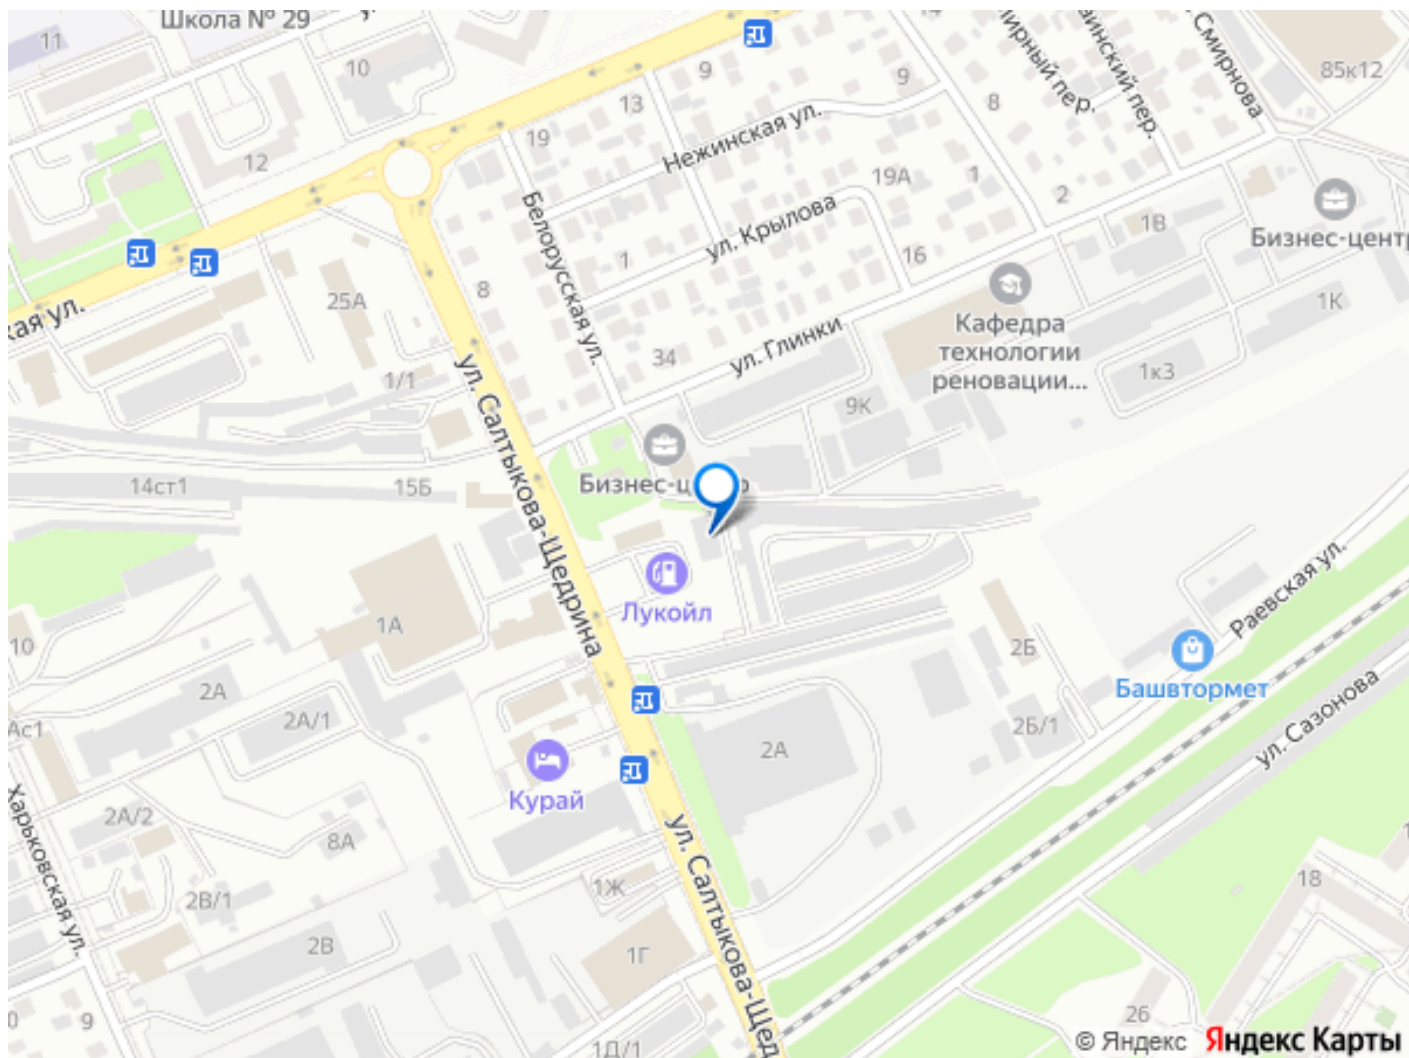 Школа № 29
11
10
12
9
13
19
9
8
85к12
Смирнова
Нежинская ул.
19А
1
2
1В
Бизнес-центр
Белорусская ул.
ул. Крылова
1
16
8
25А
кая ул.
34
ул. Глинки
Кафедра
технологии
реновации...
1К
1к3
1/1
9К
ул. Салтыкова-Щедрина
14ст1
15Б
Лукойл
1А
10
2А
2А/1
Ас1
2Б
2Б/1
Раевская ул.
Башвтормет
ул. Сазонова
2А
Курай
2А/2
8А
Харьковская ул.
2В/1
1Ж
2В
1Г
ул. Салтыкова-Щед
18
26
9
1Д/1
© Яндекс Яндекс Карты